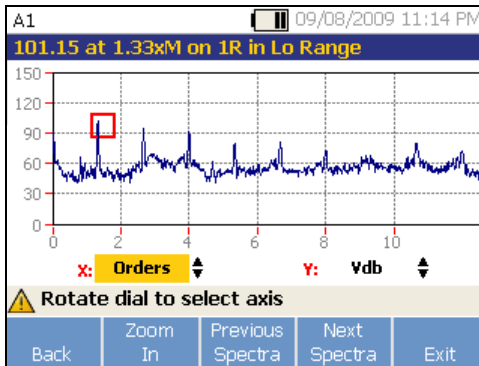 A1 09/08/2009 11:14 PM
101.15 at 1.33xM on 1R in Lo Range
150
120
90
60
30
0
0 2 4 6 8 10
X: Orders Y: VdB
Rotate dial to select axis
Back Zoom In Previous Spectra Next Spectra Exit